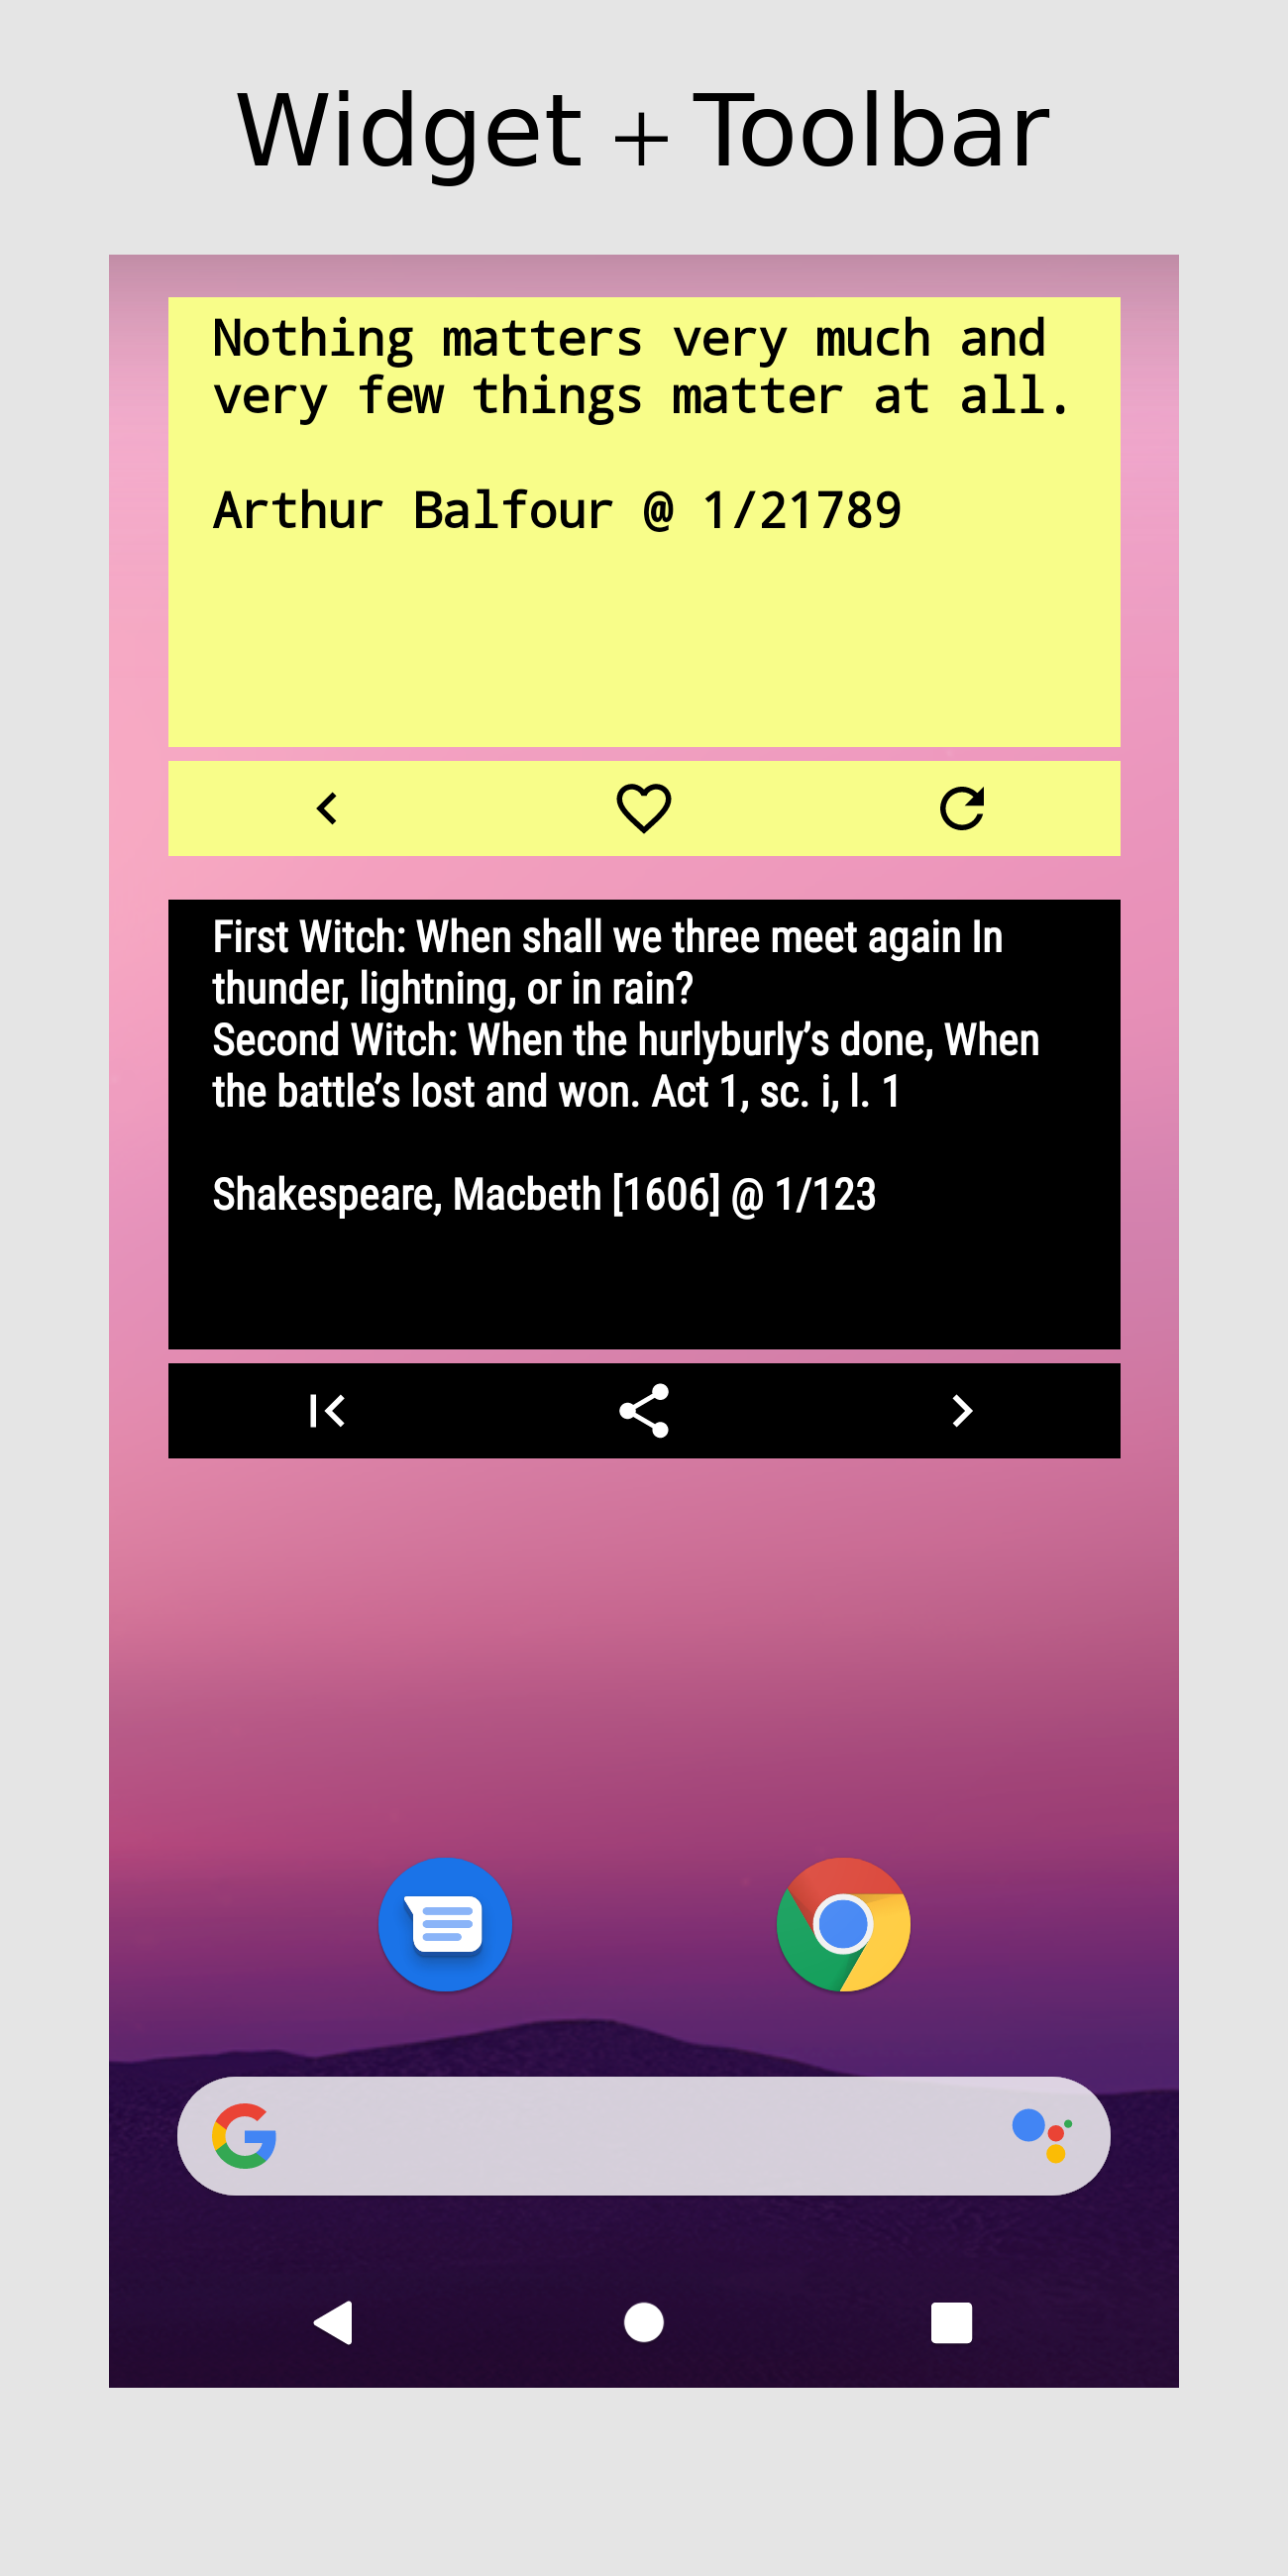 Widget + Toolbar
Nothing matters very much and
very few things matter at all.
Arthur Balfour @ 1/21789
First Witch: When shall we three meet again In
thunder, lightning, or in rain?
Second Witch: When the hurlyburly’s done, When
the battle’s lost and won. Act 1, sc. i, l. 1
Shakespeare, Macbeth [1606] @ 1/123